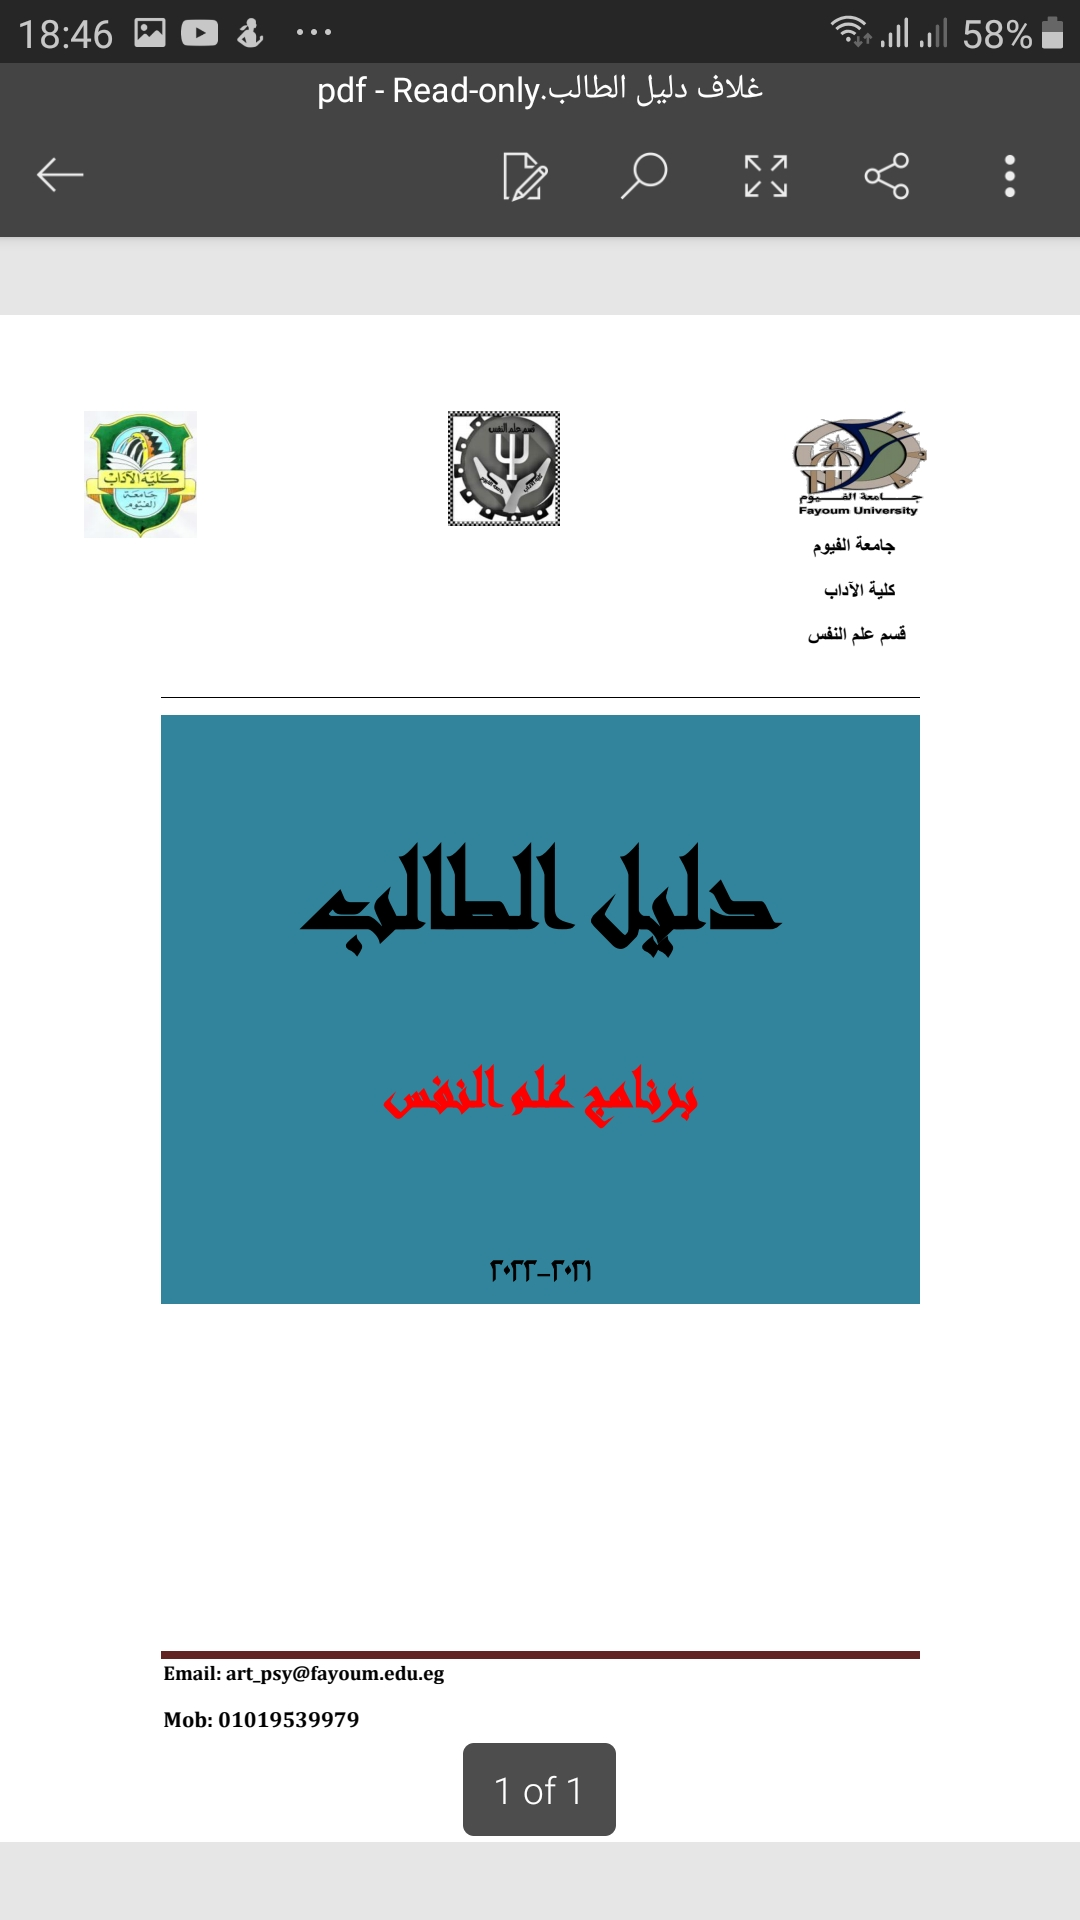 18:46
58%
غلاف دليل الطالب.pdf - Read-only
كلية الآداب
جامعة
الفيوم
قسم علم النفس
جامعة الفيوم
Fayoum University
جامعة الفيوم
كلية الآداب
قسم علم النفس
دليل الطالب
برنامج علم النفس
٢٠٢١–٢٠٢٢
Email: art_psy@fayoum.edu.eg
Mob: 01019539979
1 of 1